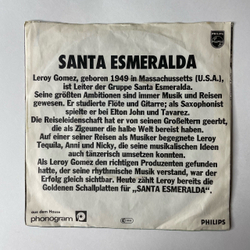 PHILIPS
SANTA ESMERALDA
Leroy Gomez, geboren 1949 in Massachussetts (U.S.A.),
ist Leiter der Gruppe Santa Esmeralda.
Seine größten Ambitionen sind immer Musik und Reisen
gewesen. Er studierte Flöte und Gitarre; als Saxophonist
spielte er bei Elton John und Tavarez.
Die Reiseleidenschaft hat er von seinen Großeltern geerbt,
die als Zigeuner die halbe Welt bereist haben.
Auf einer seiner Reisen als Musiker begegnete Leroy
Tequila, Anni und Nicky, die seine musikalischen Ideen
auch tänzerisch umsetzen konnten.
Als Leroy Gomez den richtigen Produzenten gefunden
hatte, der seine rhythmische Musik verstand, war der
Erfolg gleich sichtbar. Heute zählt Leroy bereits die
Goldenen Schallplatten für „SANTA ESMERALDA“.
aus dem Hause
phonogram
PHILIPS